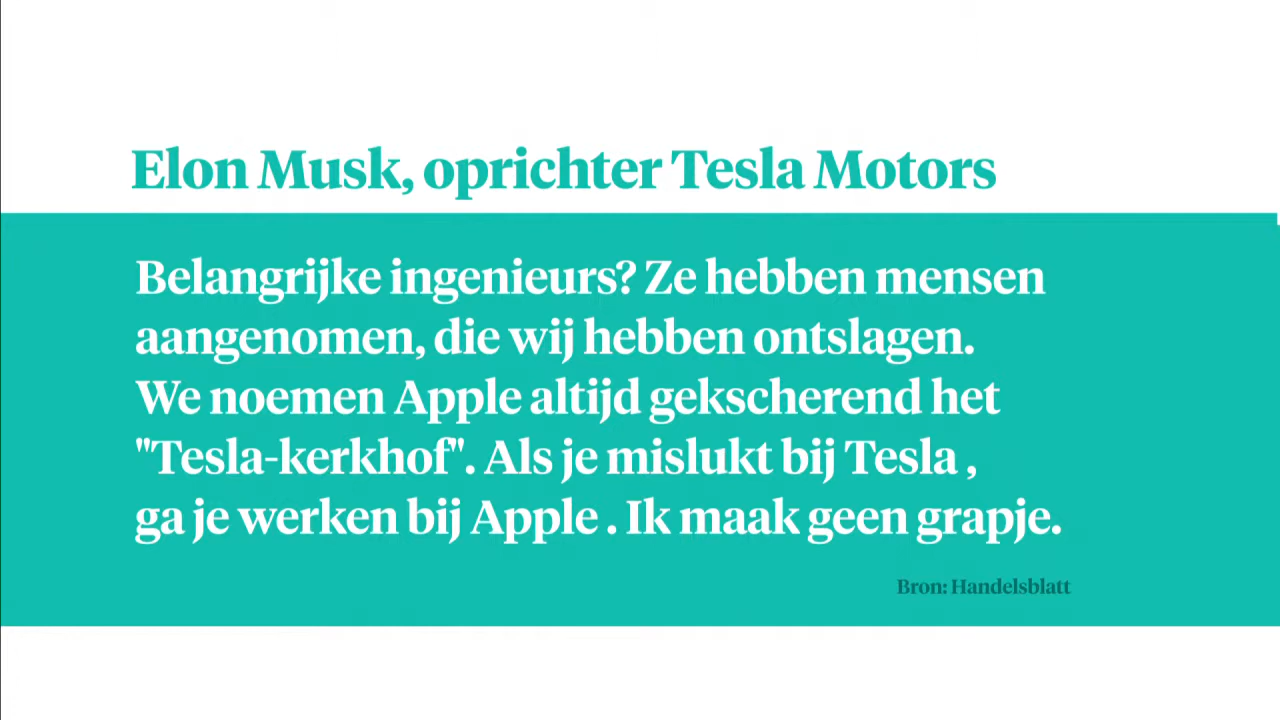 Elon Musk, oprichter Tesla Motors
Belangrijke ingenieurs? Ze hebben mensen
aangenomen, die wij hebben ontslagen.
We noemen Apple altijd gekscherend het
"Tesla-kerkhof". Als je mislukt bij Tesla ,
ga je werken bij Apple . Ik maak geen grapje.
Bron: Handelsblatt